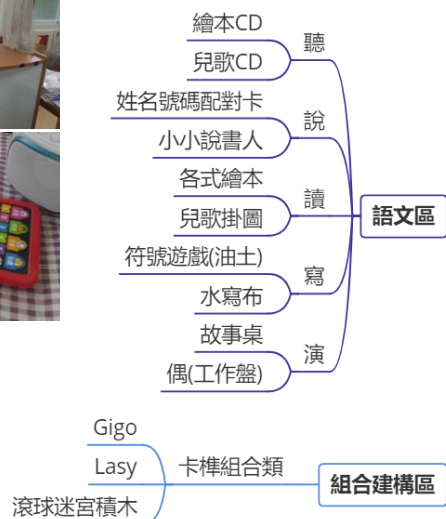 繪本CD
兒歌CD
聽
姓名號碼配對卡
小小說書人
說
各式繪本
兒歌掛圖
讀
語文區
符號遊戲(油土)
水寫布
寫
故事桌
偶(工作盤)
演
Gigo
Lasy
滾球迷宮積木
卡榫組合類
組合建構區